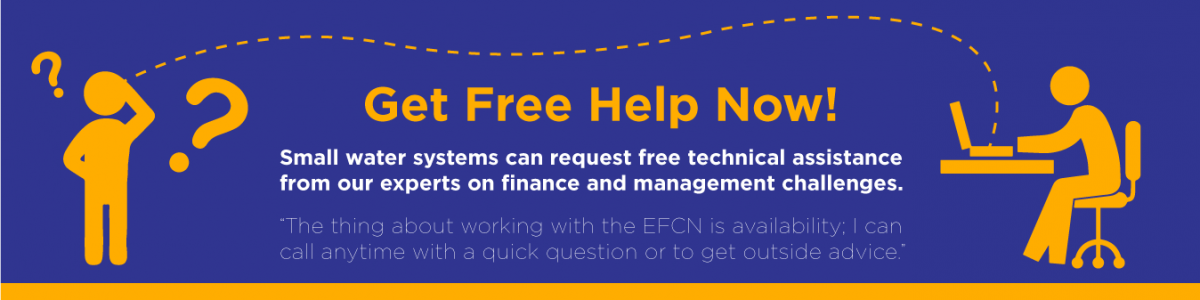 ?
?
Get Free Help Now!
Small water systems can request free technical assistance
from our experts on finance and management challenges.
“The thing about working with the EFCN is availability; I can
call anytime with a quick question or to get outside advice.”